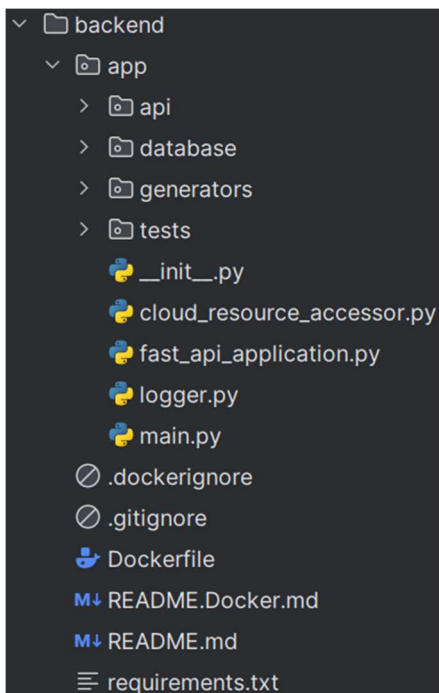 backend
app
api
database
generators
tests
__init__.py
cloud_resource_accessor.py
fast_api_application.py
logger.py
main.py
.dockerignore
.gitignore
Dockerfile
M↓ README.Docker.md
M↓ README.md
requirements.txt